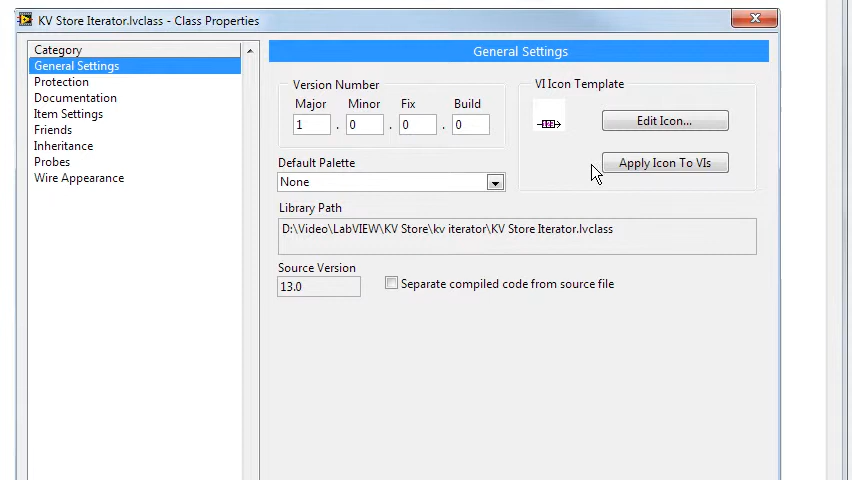 KV Store Iterator.lvclass - Class Properties
Category
General Settings
Protection
Documentation
Item Settings
Friends
Inheritance
Probes
Wire Appearance
General Settings
Version Number
Major Minor Fix Build
1 . 0 . 0 . 0
Default Palette
None
VI Icon Template
Edit Icon...
Apply Icon To VIs
Library Path
D:\Video\LabVIEW\KV Store\kv iterator\KV Store Iterator.lvclass
Source Version
13.0
Separate compiled code from source file